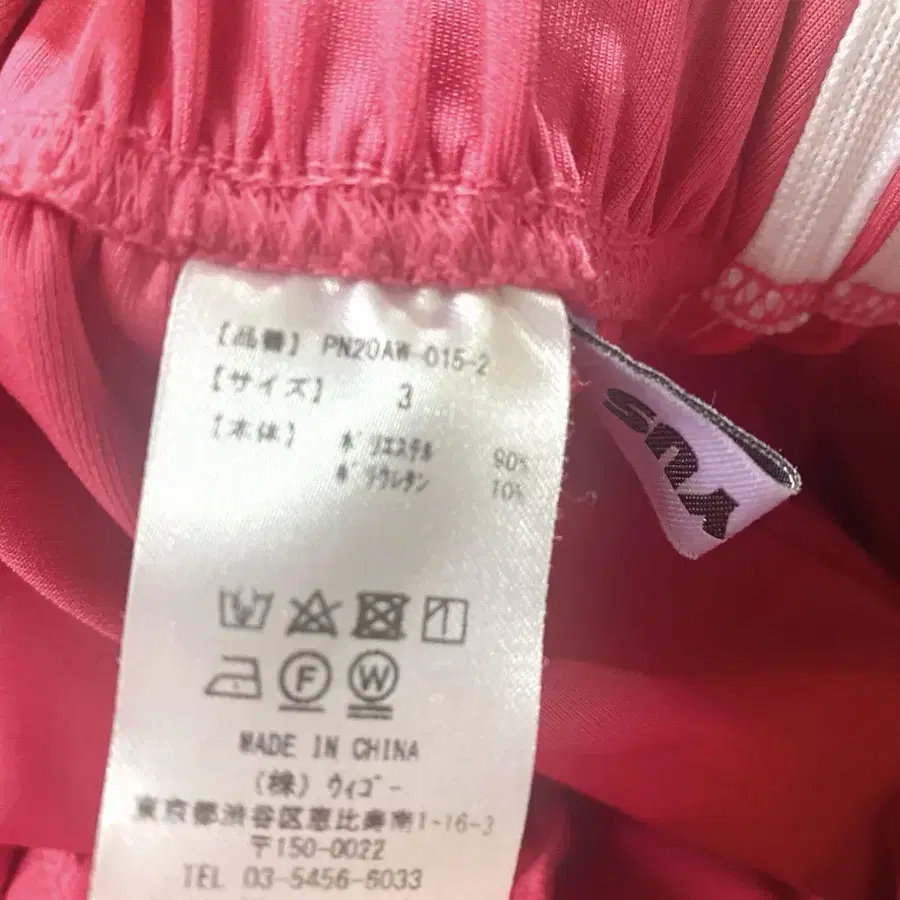 【品番】 PN20AW-015-2
【サイズ】 3
【本体】 ポリエステル 90%
ポリウレタン 10%
F W
MADE IN CHINA
(株) ウィゴー
東京都渋谷区恵比寿南1-16-3
〒150-0022
TEL 03-5456-6033